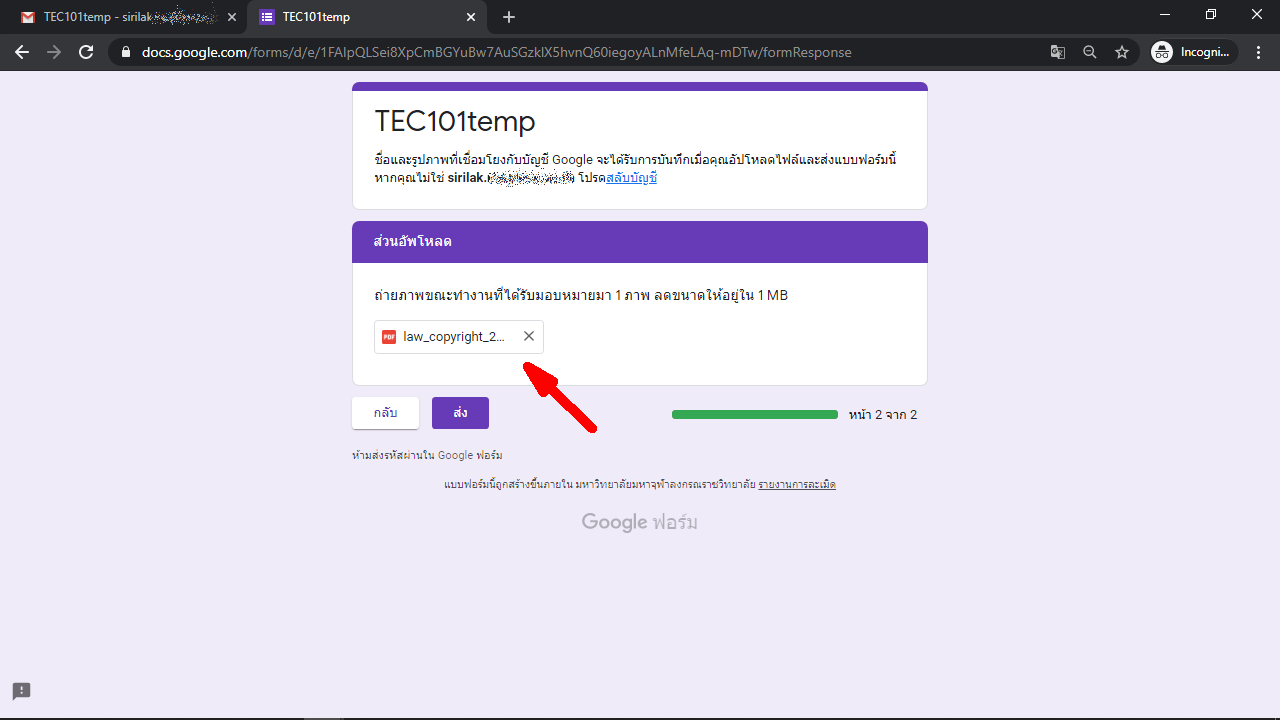 TEC101temp - sirilak
TEC101temp
docs.google.com/forms/d/e/1FAIpQLSei8XpCmBGYuBw7AuSGzkIX5hvnQ60iegoyALnMfeLAq-mDTw/formResponse
Incogni...
TEC101temp
ชื่อและรูปภาพที่เชื่อมโยงกับบัญชี Google จะได้รับการบันทึกเมื่อคุณอัปโหลดไฟล์และส่งแบบฟอร์มนี้
หากคุณไม่ใช่ sirilak. โปรดสลับบัญชี
ส่วนอัพโหลด
ถ่ายภาพขณะทำงานที่ได้รับมอบหมายมา 1 ภาพ ลดขนาดให้อยู่ใน 1 MB
PDF law_copyright_2...
กลับ ส่ง หน้า 2 จาก 2
ห้ามส่งรหัสผ่านใน Google ฟอร์ม
แบบฟอร์มนี้ถูกสร้างขึ้นภายใน มหาวิทยาลัยมหาจุฬาลงกรณราชวิทยาลัย รายงานการละเมิด
Google ฟอร์ม